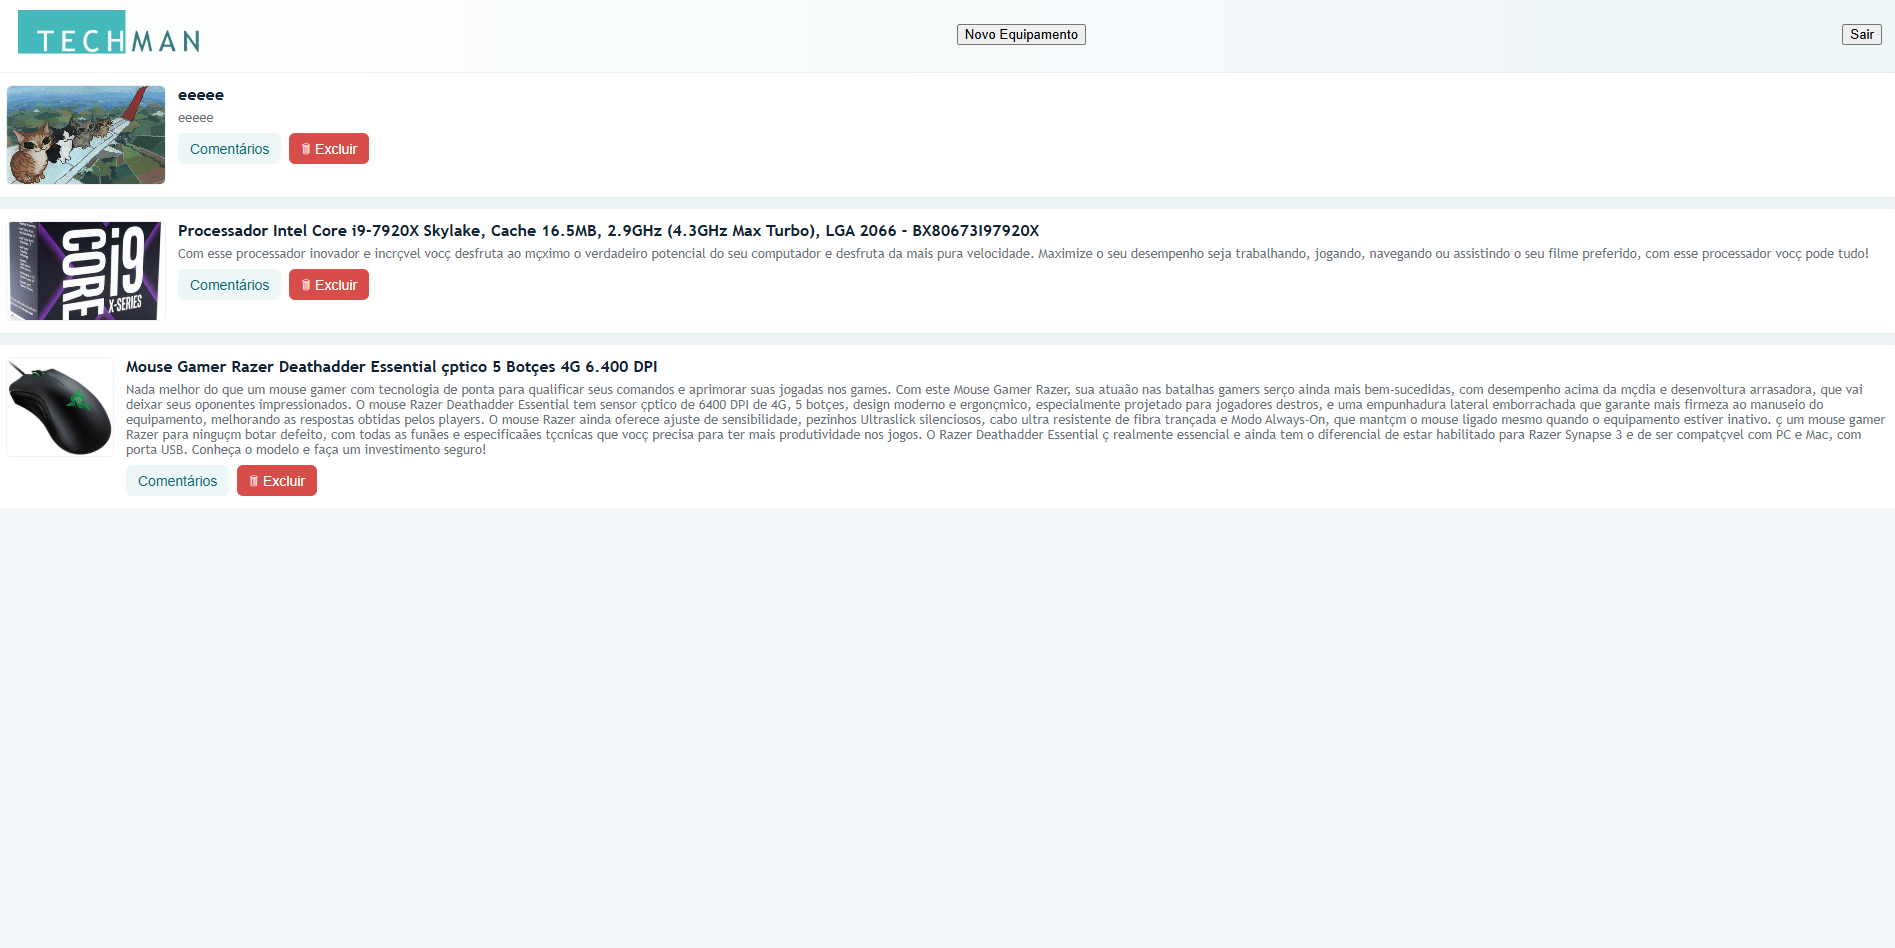 TECHMAN
Novo Equipamento
Sair
eeeee
eeeee
Comentários
Excluir
CORE i9
X-SERIES
Processador Intel Core i9-7920X Skylake, Cache 16.5MB, 2.9GHz (4.3GHz Max Turbo), LGA 2066 - BX80673I97920X
Com esse processador inovador e incrçvel vocç desfruta ao mçximo o verdadeiro potencial do seu computador e desfruta da mais pura velocidade. Maximize o seu desempenho seja trabalhando, jogando, navegando ou assistindo o seu filme preferido, com esse processador vocç pode tudo!
Comentários
Excluir
Mouse Gamer Razer Deathadder Essential çptico 5 Botçes 4G 6.400 DPI
Nada melhor do que um mouse gamer com tecnologia de ponta para qualificar seus comandos e aprimorar suas jogadas nos games. Com este Mouse Gamer Razer, sua atuaão nas batalhas gamers serço ainda mais bem-sucedidas, com desempenho acima da mçdia e desenvoltura arrasadora, que vai
deixar seus oponentes impressionados. O mouse Razer Deathadder Essential tem sensor çptico de 6400 DPI de 4G, 5 botçes, design moderno e ergonçmico, especialmente projetado para jogadores destros, e uma empunhadura lateral emborrachada que garante mais firmeza ao manuseio do
equipamento, melhorando as respostas obtidas pelos players. O mouse Razer ainda oferece ajuste de sensibilidade, pezinhos Ultraslick silenciosos, cabo ultra resistente de fibra trançada e Modo Always-On, que mantçm o mouse ligado mesmo quando o equipamento estiver inativo. ç um mouse gamer
Razer para ninguçm botar defeito, com todas as funães e especificaães tçcnicas que vocç precisa para ter mais produtividade nos jogos. O Razer Deathadder Essential ç realmente essencial e ainda tem o diferencial de estar habilitado para Razer Synapse 3 e de ser compatçvel com PC e Mac, com
porta USB. Conheça o modelo e faça um investimento seguro!
Comentários
Excluir